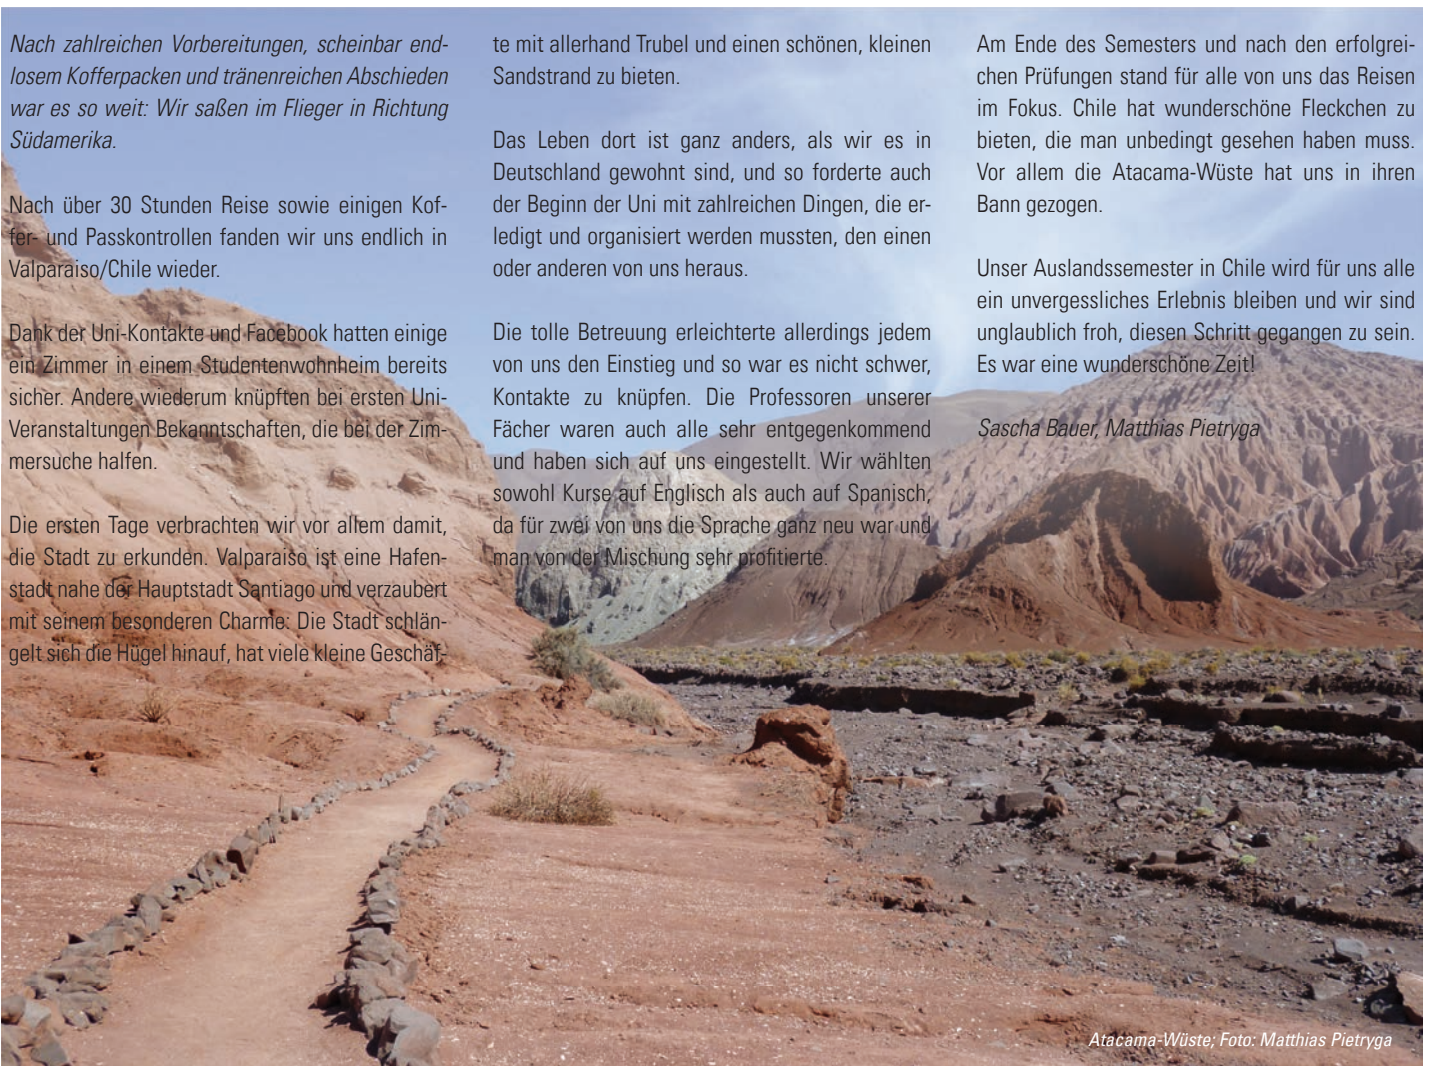 Nach zahlreichen Vorbereitungen, scheinbar end-
losem Kofferpacken und tränenreichen Abschieden
war es so weit: Wir saßen im Flieger in Richtung
Südamerika.
Nach über 30 Stunden Reise sowie einigen Kof-
fer- und Passkontrollen fanden wir uns endlich in
Valparaiso/Chile wieder.
Dank der Uni-Kontakte und Facebook hatten einige
ein Zimmer in einem Studentenwohnheim bereits
sicher. Andere wiederum knüpften bei ersten Uni-
Veranstaltungen Bekanntschaften, die bei der Zim-
mersuche halfen.
Die ersten Tage verbrachten wir vor allem damit,
die Stadt zu erkunden. Valparaiso ist eine Hafen-
stadt nahe der Hauptstadt Santiago und verzaubert
mit seinem besonderen Charme: Die Stadt schlän-
gelt sich die Hügel hinauf, hat viele kleine Geschäf-
te mit allerhand Trubel und einen schönen, kleinen
Sandstrand zu bieten.
Das Leben dort ist ganz anders, als wir es in
Deutschland gewohnt sind, und so forderte auch
der Beginn der Uni mit zahlreichen Dingen, die er-
ledigt und organisiert werden mussten, den einen
oder anderen von uns heraus.
Die tolle Betreuung erleichterte allerdings jedem
von uns den Einstieg und so war es nicht schwer,
Kontakte zu knüpfen. Die Professoren unserer
Fächer waren auch alle sehr entgegenkommend
und haben sich auf uns eingestellt. Wir wählten
sowohl Kurse auf Englisch als auch auf Spanisch,
da für zwei von uns die Sprache ganz neu war und
man von der Mischung sehr profitierte.
Am Ende des Semesters und nach den erfolgrei-
chen Prüfungen stand für alle von uns das Reisen
im Fokus. Chile hat wunderschöne Fleckchen zu
bieten, die man unbedingt gesehen haben muss.
Vor allem die Atacama-Wüste hat uns in ihren
Bann gezogen.
Unser Auslandssemester in Chile wird für uns alle
ein unvergessliches Erlebnis bleiben und wir sind
unglaublich froh, diesen Schritt gegangen zu sein.
Es war eine wunderschöne Zeit!
Sascha Bauer, Matthias Pietryga
Atacama-Wüste; Foto: Matthias Pietryga